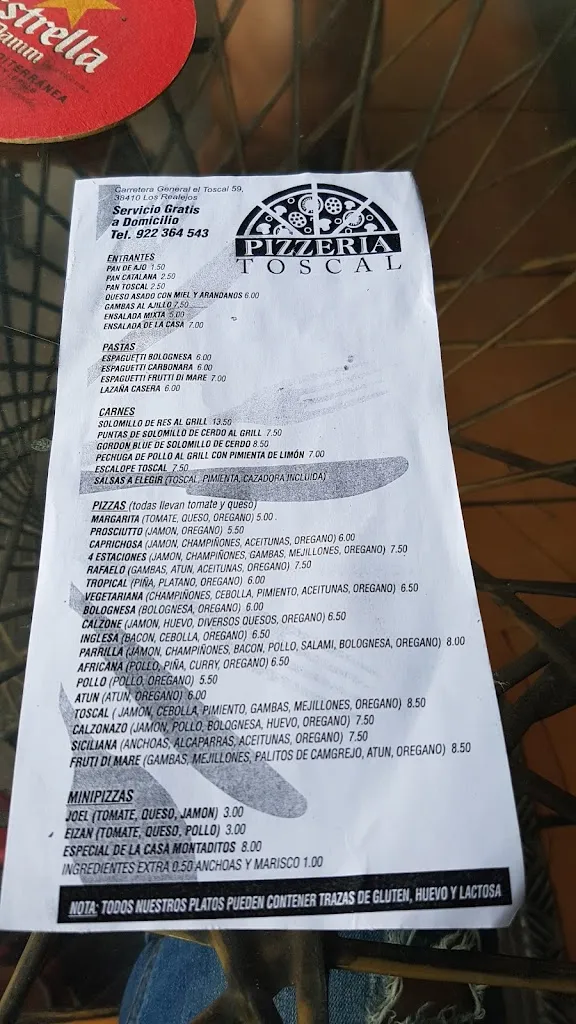 Estrella
Damm
MEDITERRÁNEA
Carretera General el Toscal 59,
38410 Los Realejos
Servicio Gratis
a Domicilio
Tel. 922 364 543
PIZZERIA
TOSCAL
ENTRANTES
PAN DE AJO 1.50
PAN CATALANA 2.50
PAN TOSCAL 2.50
QUESO ASADO CON MIEL Y ARANDANOS 6.00
GAMBAS AL AJILLO 7.50
ENSALADA MIXTA 5.00
ENSALADA DE LA CASA 7.00
PASTAS
ESPAGUETTI BOLOGNESA 6.00
ESPAGUETTI CARBONARA 6.00
ESPAGUETTI FRUTTI DI MARE 7.00
LAZAÑA CASERA 6.00
CARNES
SOLOMILLO DE RES AL GRILL 13.50
PUNTAS DE SOLOMILLO DE CERDO AL GRILL 7.50
GORDON BLUE DE SOLOMILLO DE CERDO 8.50
PECHUGA DE POLLO AL GRILL CON PIMIENTA DE LIMÓN 7.00
ESCALOPE TOSCAL 7.50
SALSAS A ELEGIR (TOSCAL, PIMIENTA, CAZADORA INCLUIDA)
PIZZAS (todas llevan tomate y queso)
MARGARITA (TOMATE, QUESO, OREGANO) 5.00 .
PROSCIUTTO (JAMON, OREGANO) 5.50
CAPRICHOSA (JAMON, CHAMPIÑONES, ACEITUNAS, OREGANO) 6.00
4 ESTACIONES (JAMON, CHAMPIÑONES, GAMBAS, MEJILLONES, OREGANO) 7.50
RAFAELO (GAMBAS, ATUN, ACEITUNAS, OREGANO) 7.50
TROPICAL (PIÑA, PLATANO, OREGANO) 6.00
VEGETARIANA (CHAMPIÑONES, CEBOLLA, PIMIENTO, ACEITUNAS, OREGANO) 6.50
BOLOGNESA (BOLOGNESA, OREGANO) 6.00
CALZONE (JAMON, HUEVO, DIVERSOS QUESOS, OREGANO) 6.50
INGLESA (BACON, CEBOLLA, OREGANO) 6.50
PARRILLA (JAMON, CHAMPIÑONES, BACON, POLLO, SALAMI, BOLOGNESA, OREGANO) 8.00
AFRICANA (POLLO, PIÑA, CURRY, OREGANO) 6.50
POLLO (POLLO, OREGANO) 5.50
ATUN (ATUN, OREGANO) 6.00
TOSCAL ( JAMON, CEBOLLA, PIMIENTO, GAMBAS, MEJILLONES, OREGANO) 8.50
CALZONAZO (JAMON, POLLO, BOLOGNESA, HUEVO, OREGANO) 7.50
SICILIANA (ANCHOAS, ALCAPARRAS, ACEITUNAS, OREGANO) 7.50
FRUTI DI MARE (GAMBAS, MEJILLONES, PALITOS DE CAMGREJO, ATUN, OREGANO) 8.50
MINIPIZZAS
JOEL (TOMATE, QUESO, JAMON) 3.00
EIZAN (TOMATE, QUESO, POLLO) 3.00
ESPECIAL DE LA CASA MONTADITOS 8.00
INGREDIENTES EXTRA 0.50 ANCHOAS Y MARISCO 1.00
NOTA: TODOS NUESTROS PLATOS PUEDEN CONTENER TRAZAS DE GLUTEN, HUEVO Y LACTOSA